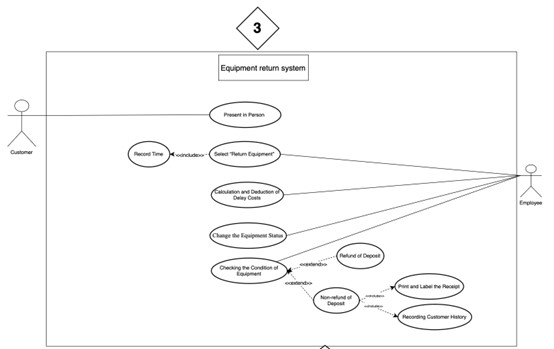 3
Equipment return system
Present in Person
Customer
Record Time
<<include>>
Select "Return Equipment"
Employee
Calculation and Deduction of
Delay Costs
Change the Equipment Status
Checking the Condition of
Equipment
<<extend>>
Refund of Deposit
<<extend>>
Non-refund of
Deposit
<<include>>
Print and Label the Receipt
<<include>>
Recording Customer History